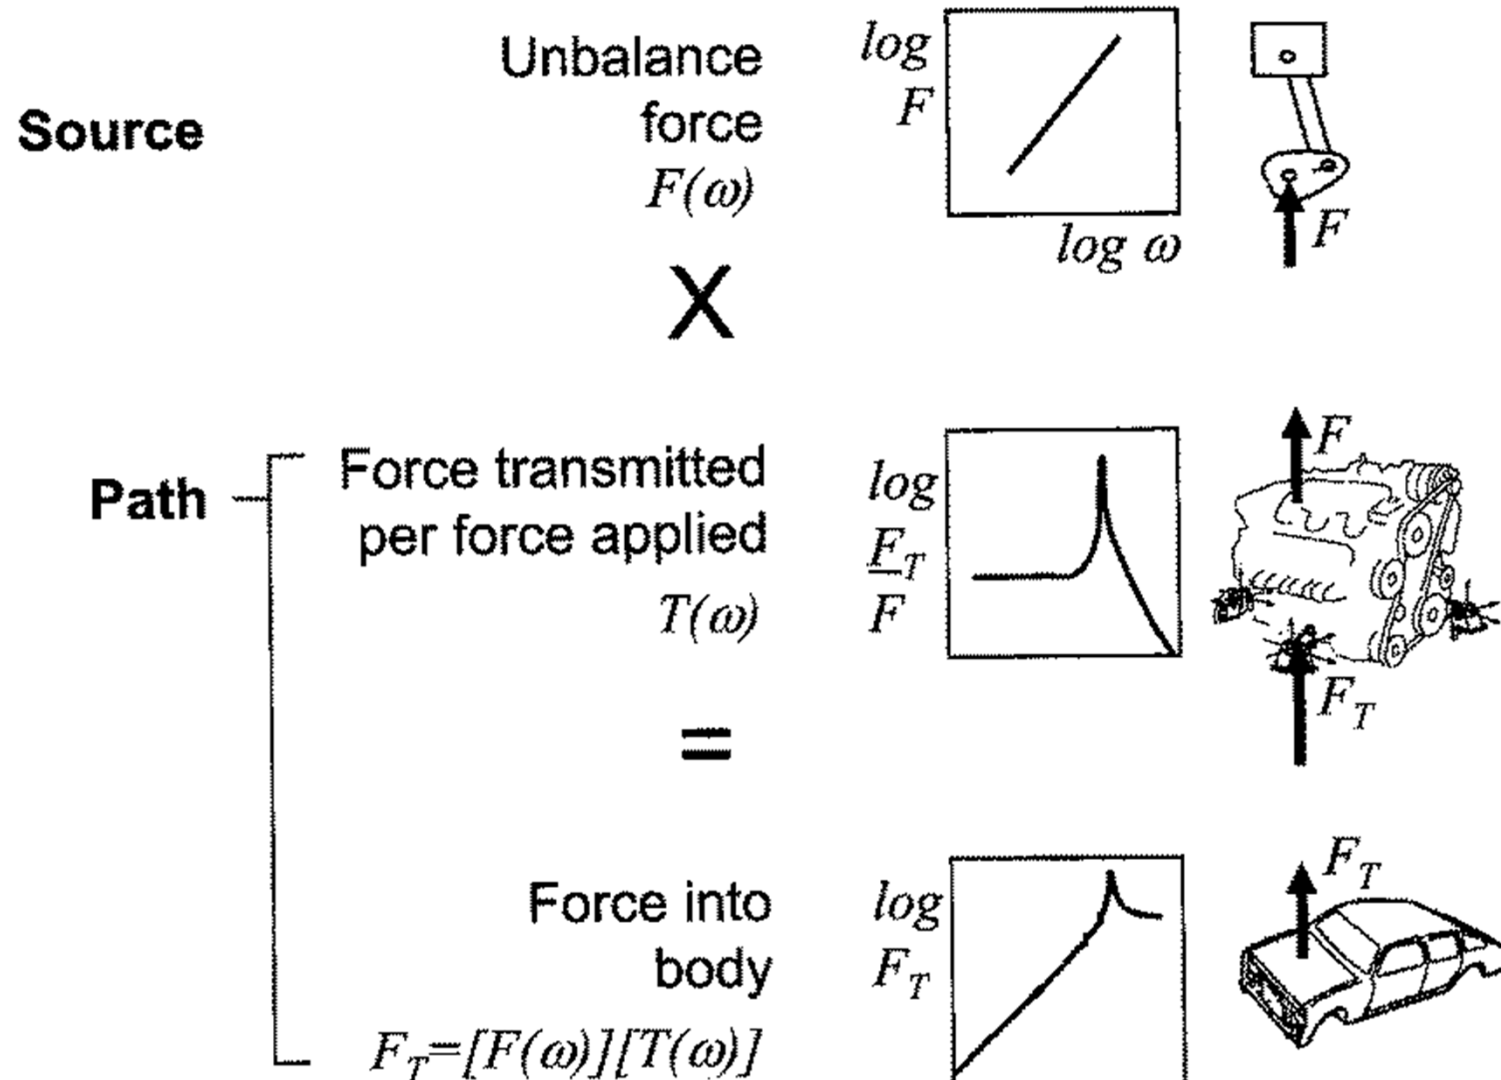 Unbalance
force
F(ω)
Source
log
F
log ω
F
X
Path
Force transmitted
per force applied
T(ω)
log
F_T
F
F
F_T
=
Force into
body
F_T=[F(ω)][T(ω)]
log
F_T
F_T